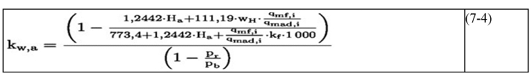 k_{w,a} = \frac{\left(1 - \frac{1,2442 \cdot H_a + 111,19 \cdot w_H \cdot \frac{q_{mf,i}}{q_{mad,i}}}{773,4 + 1,2442 \cdot H_a + \frac{q_{mf,i}}{q_{mad,i}} \cdot k_f \cdot 1 000}\right)}{\left(1 - \frac{p_r}{p_b}\right)} (7-4)